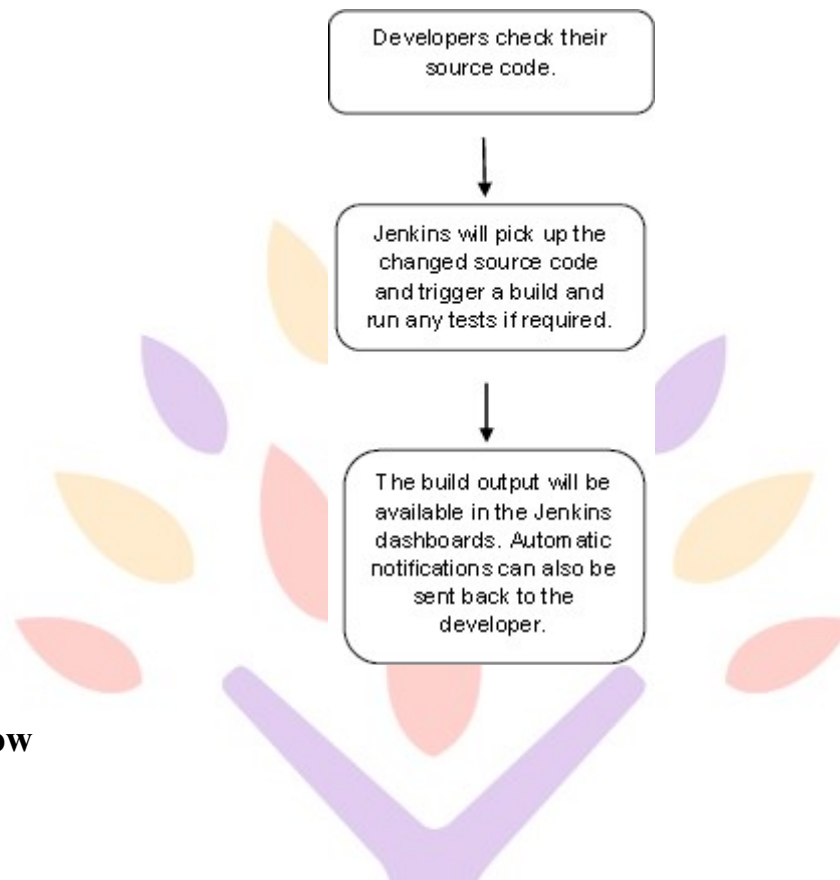 Developers check their
source code.
Jenkins will pick up the
changed source code
and trigger a build and
run any tests if required.
The build output will be
available in the Jenkins
dashboards. Automatic
notifications can also be
sent back to the
developer.